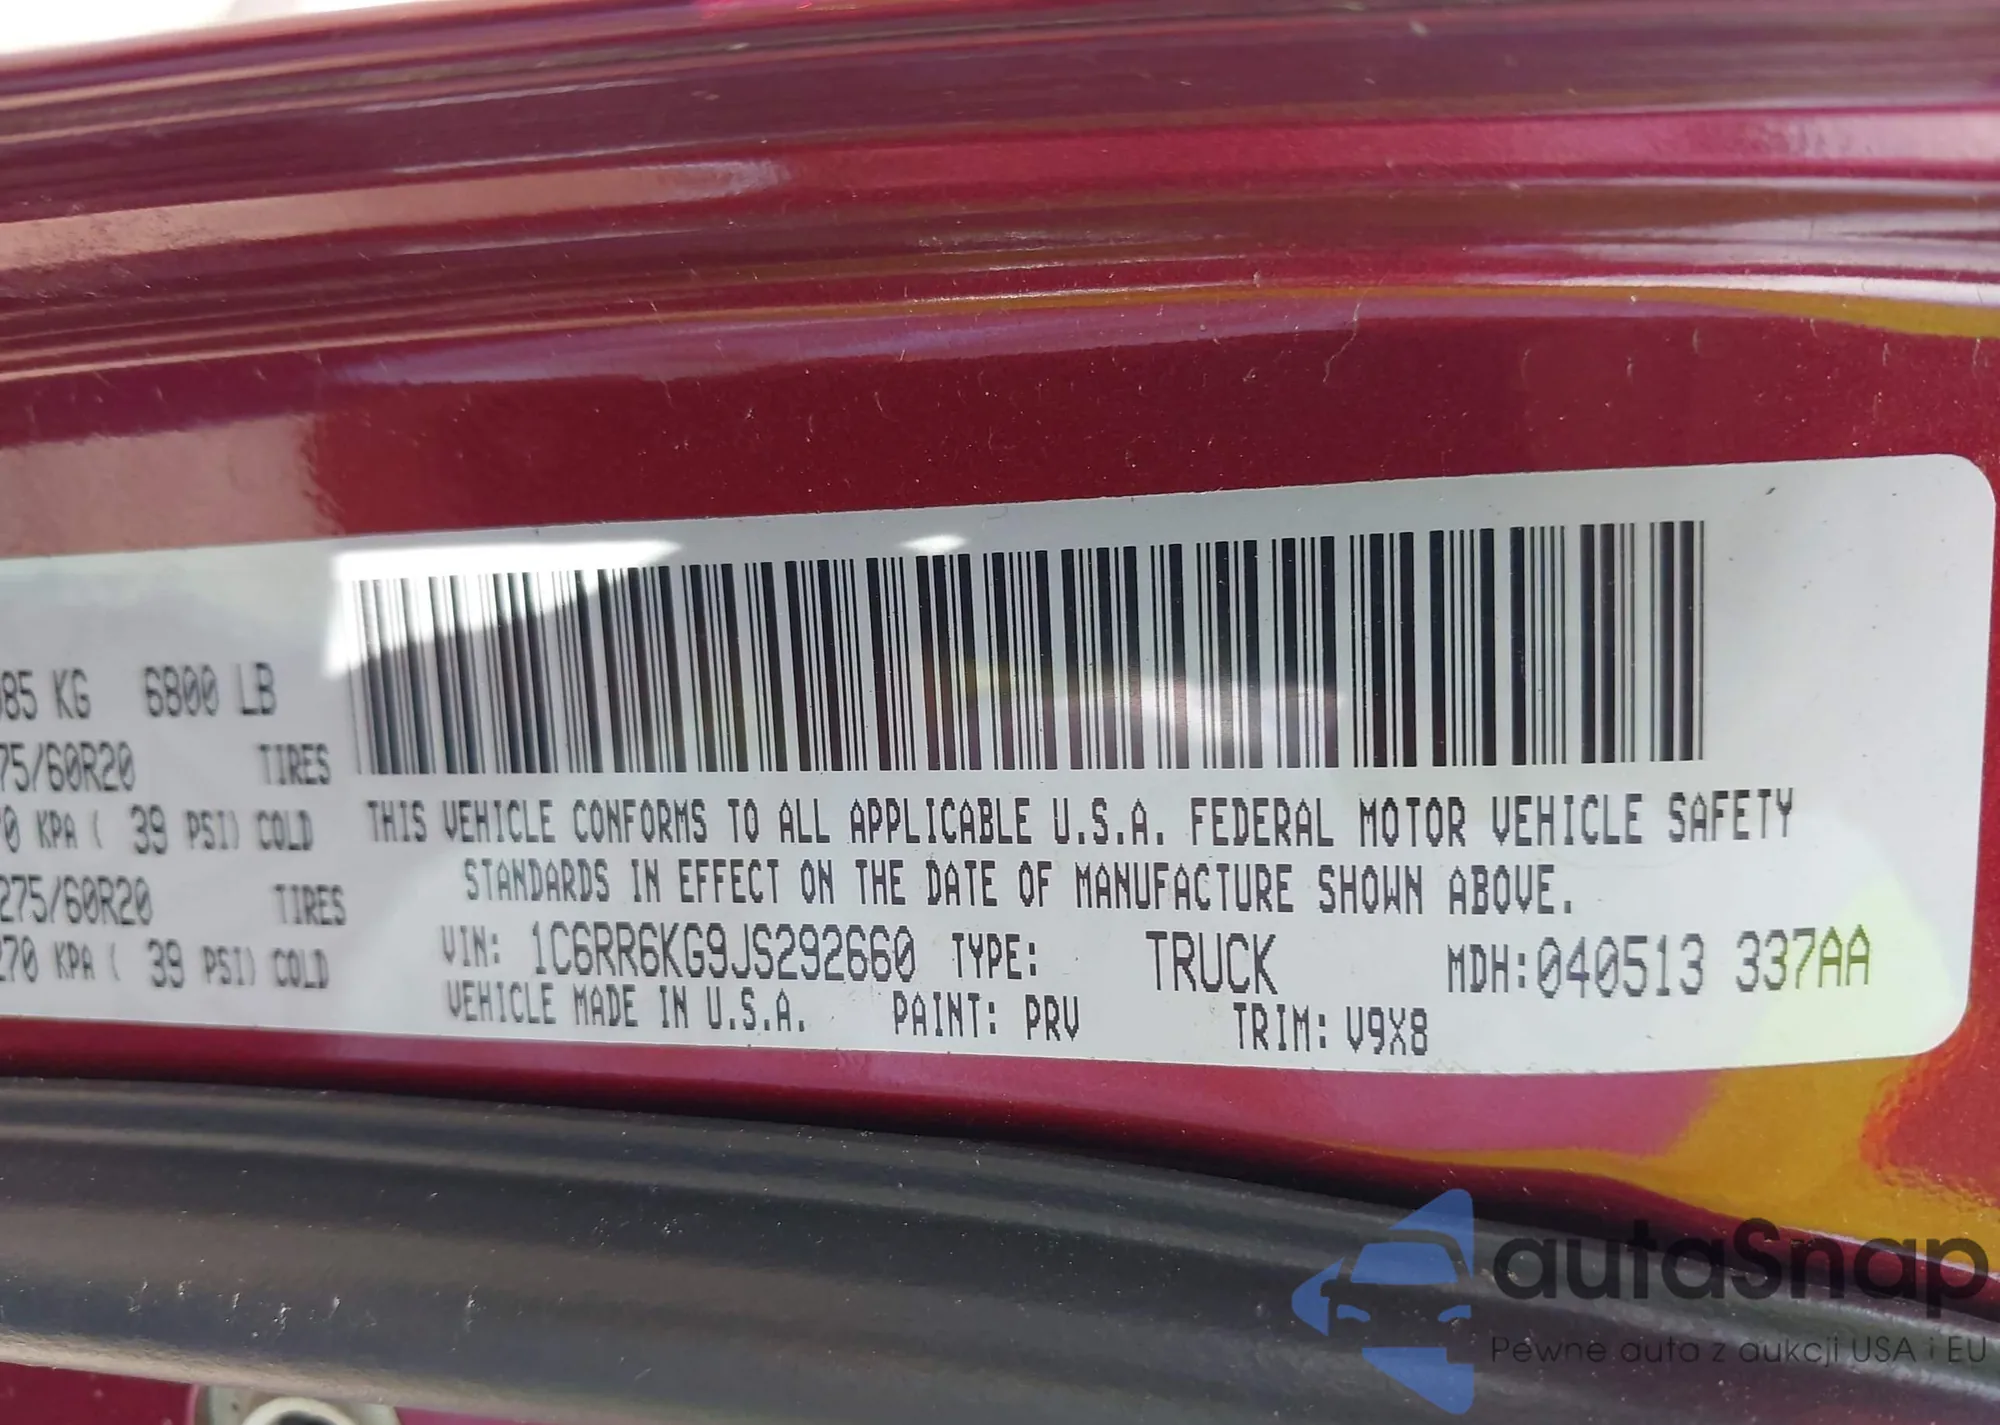 085 KG 6800 LB
75/60R20 TIRES
70 KPA ( 39 PSI) COLD
275/60R20 TIRES
270 KPA ( 39 PSI) COLD
THIS VEHICLE CONFORMS TO ALL APPLICABLE U.S.A. FEDERAL MOTOR VEHICLE SAFETY
STANDARDS IN EFFECT ON THE DATE OF MANUFACTURE SHOWN ABOVE.
VIN: 1C6RR6KG9JS292660 TYPE: TRUCK MDH:040513 337AA
VEHICLE MADE IN U.S.A. PAINT: PRV TRIM: V9X8
autaSnap
Pewne auta z aukcji USA i EU